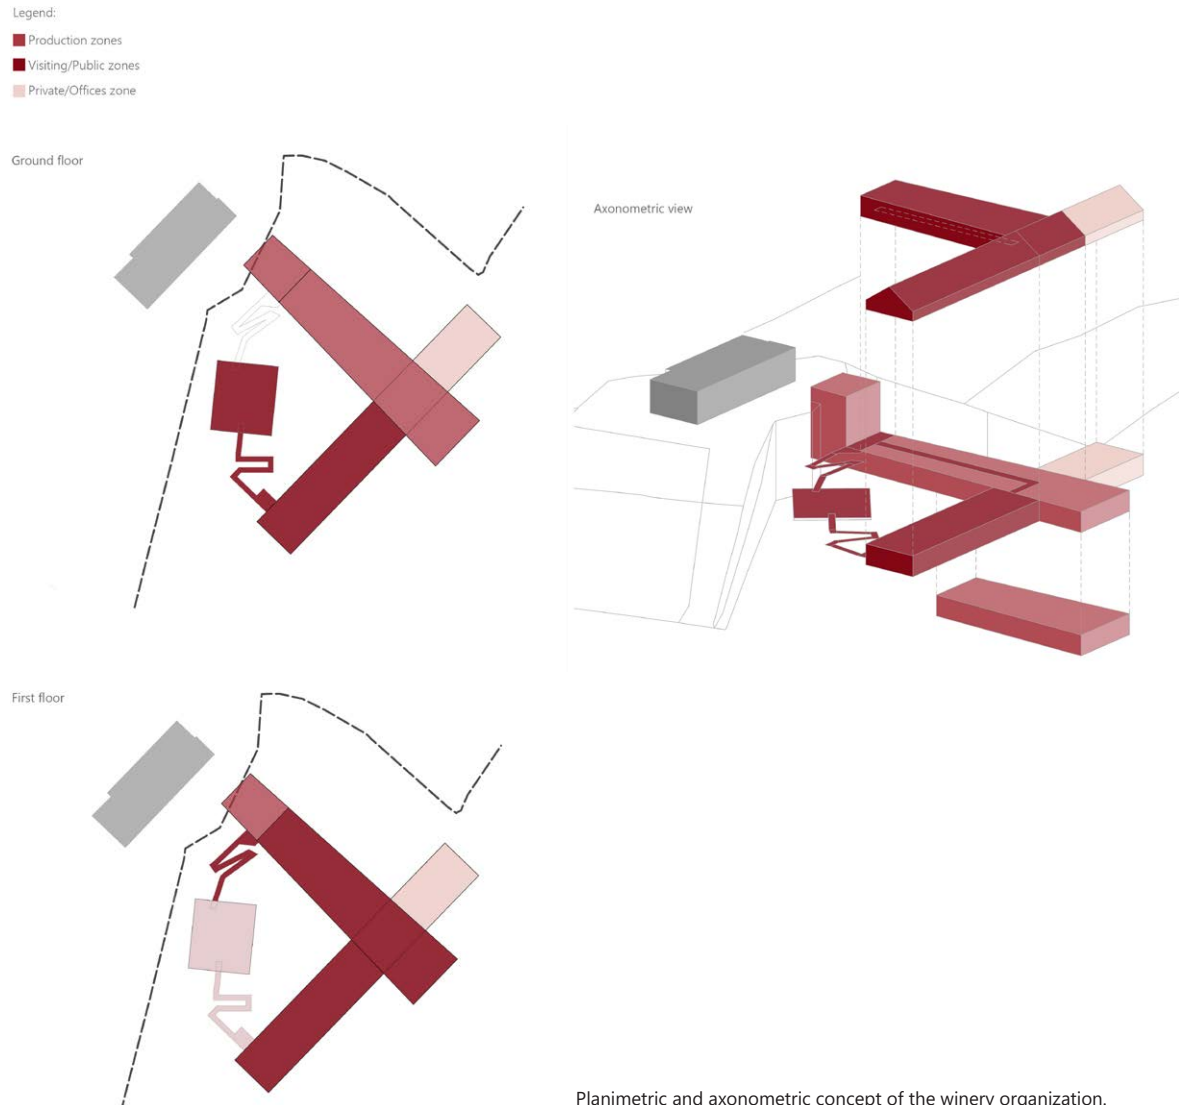 Legend:
Production zones
Visiting/Public zones
Private/Offices zone
Ground floor
Axonometric view
First floor
Planimetric and axonometric concept of the winery organization.